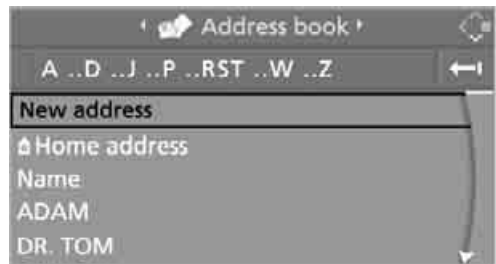 Address book
A ..D ..J ..P ..RST ..W ..Z
New address
Home address
Name
ADAM
DR. TOM